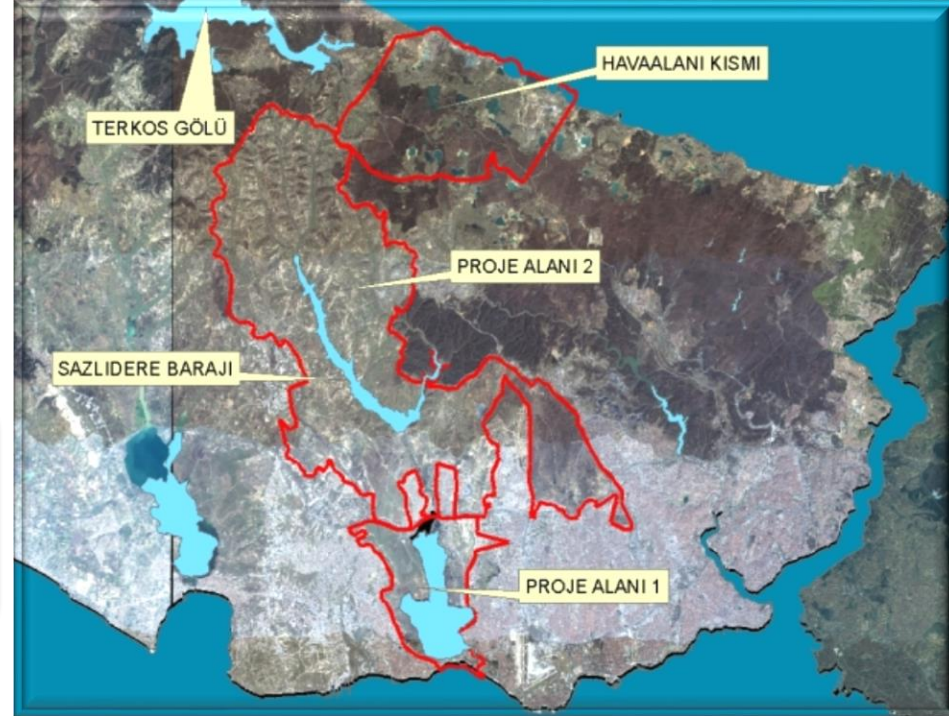 HAVAALANI KISMI
TERKOS GÖLÜ
PROJE ALANI 2
SAZLIDERE BARAJI
PROJE ALANI 1